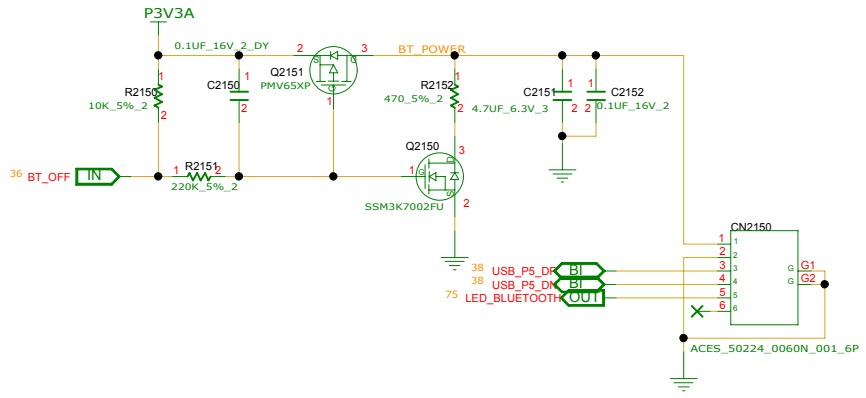 P3V3A
0.1UF_16V_2_DY
2
3
BT_POWER
S
D
G
Q2151
PMV65XP
1
R2150
10K_5%_2
1
2
C2150
1
2
R2152
470_5%_2
1
2
C2151
4.7UF_6.3V_3
1
2
C2152
0.1UF_16V_2
1
2
36 BT_OFF IN
1 R2151 2
220K_5%_2
Q2150
1
G
D
S
3
2
SSM3K7002FU
CN2150
1 1
2 2
38 USB_P5_DP BI 3 3 G G1
38 USB_P5_DN BI 4 4 G G2
75 LED_BLUETOOTH OUT 5 5
6 6
ACES_50224_0060N_001_6P